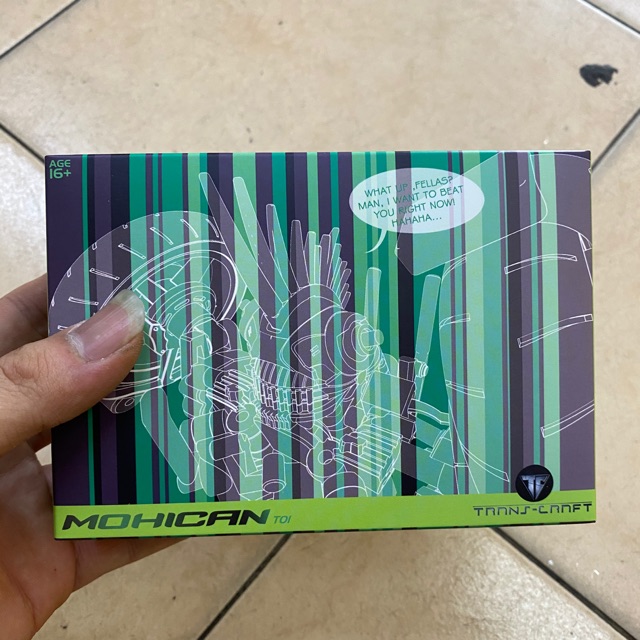 AGE
16+
WHAT UP ,FELLAS?
MAN, I WANT TO BEAT
YOU RIGHT NOW!
HAHAHA...
MOHICAN T01
TRANS-CRAFT